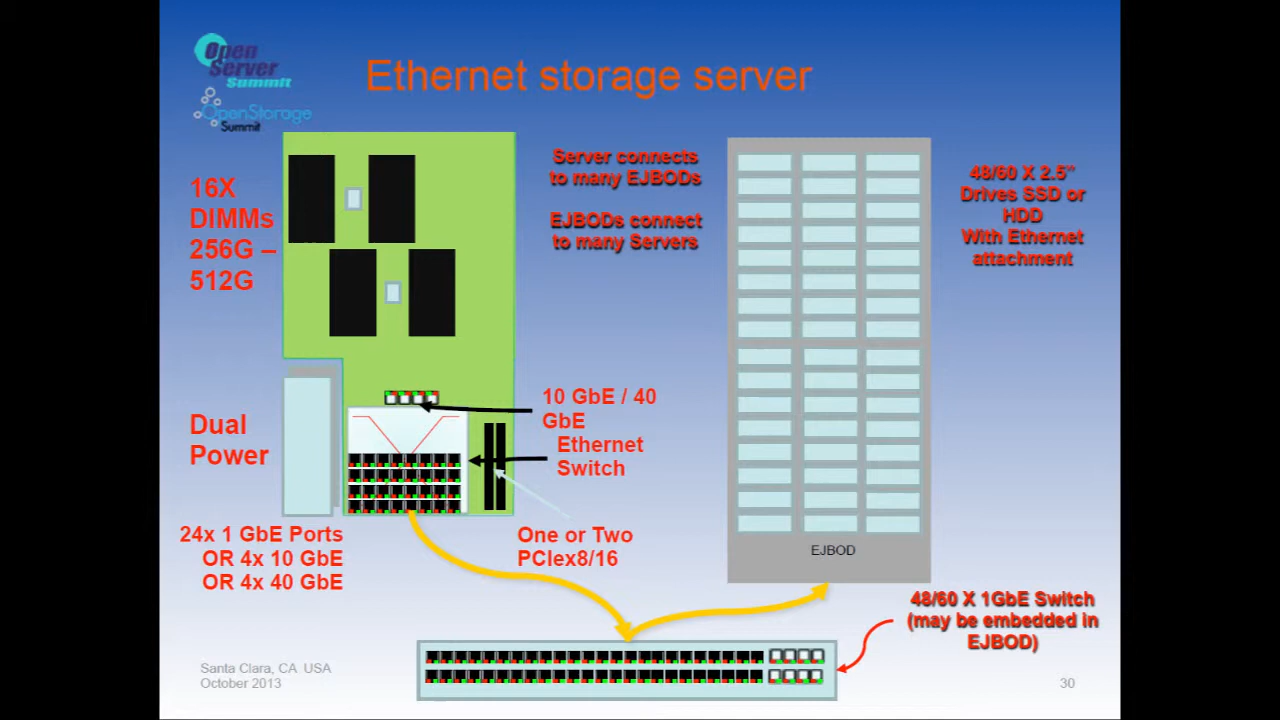 Open
Server
Summit
OpenStorage
Summit
Ethernet storage server
16X
DIMMs
256G –
512G
Server connects
to many EJBODs
EJBODs connect
to many Servers
48/60 X 2.5”
Drives SSD or
HDD
With Ethernet
attachment
Dual
Power
10 GbE / 40
GbE
Ethernet
Switch
24x 1 GbE Ports
OR 4x 10 GbE
OR 4x 40 GbE
One or Two
PCIex8/16
EJBOD
48/60 X 1GbE Switch
(may be embedded in
EJBOD)
Santa Clara, CA USA
October 2013
30